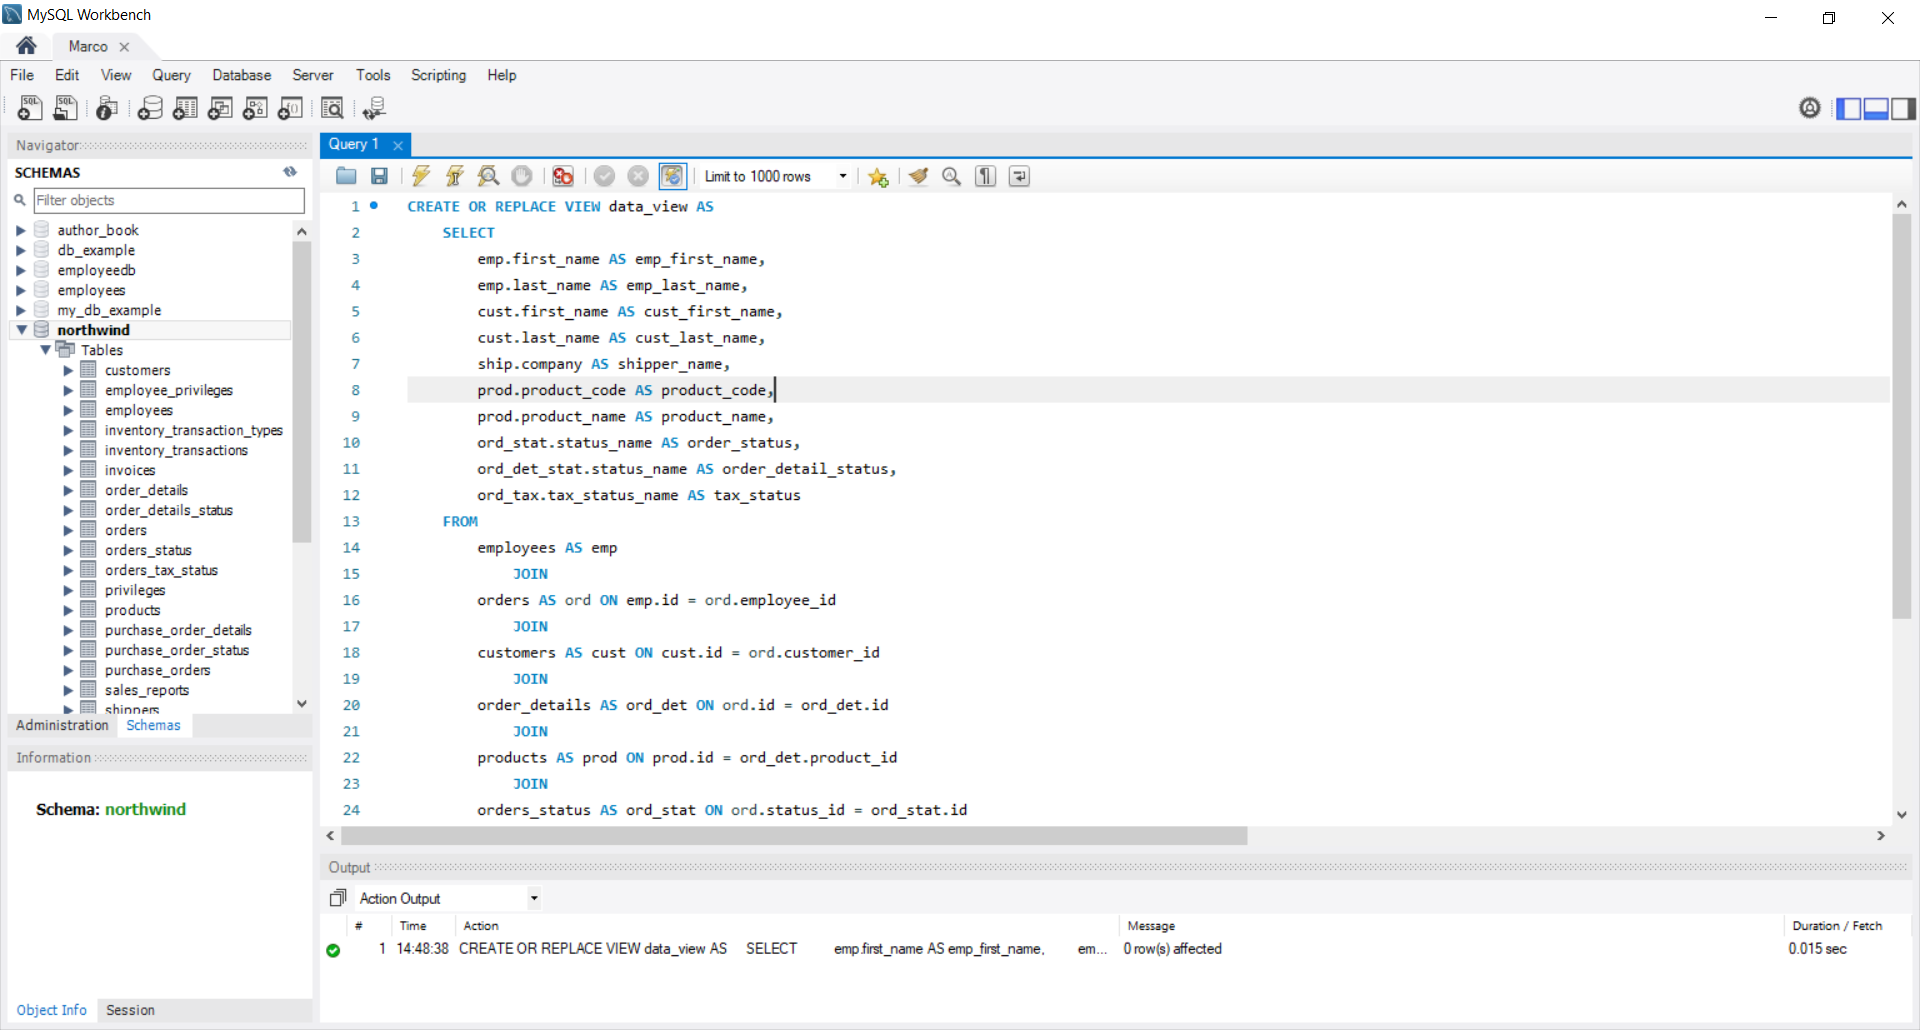 MySQL Workbench
Marco
File Edit View Query Database Server Tools Scripting Help
Navigator
SCHEMAS
Filter objects
author_book
db_example
employeedb
employees
my_db_example
northwind
Tables
customers
employee_privileges
employees
inventory_transaction_types
inventory_transactions
invoices
order_details
order_details_status
orders
orders_status
orders_tax_status
privileges
products
purchase_order_details
purchase_order_status
purchase_orders
sales_reports
shippers
Administration Schemas
Information
Schema: northwind
Object Info Session
Query 1
Limit to 1000 rows
1 CREATE OR REPLACE VIEW data_view AS
2 SELECT
3 emp.first_name AS emp_first_name,
4 emp.last_name AS emp_last_name,
5 cust.first_name AS cust_first_name,
6 cust.last_name AS cust_last_name,
7 ship.company AS shipper_name,
8 prod.product_code AS product_code,
9 prod.product_name AS product_name,
10 ord_stat.status_name AS order_status,
11 ord_det_stat.status_name AS order_detail_status,
12 ord_tax.tax_status_name AS tax_status
13 FROM
14 employees AS emp
15 JOIN
16 orders AS ord ON emp.id = ord.employee_id
17 JOIN
18 customers AS cust ON cust.id = ord.customer_id
19 JOIN
20 order_details AS ord_det ON ord.id = ord_det.id
21 JOIN
22 products AS prod ON prod.id = ord_det.product_id
23 JOIN
24 orders_status AS ord_stat ON ord.status_id = ord_stat.id
Output
Action Output
# Time Action Message Duration / Fetch
1 14:48:38 CREATE OR REPLACE VIEW data_view AS SELECT emp.first_name AS emp_first_name, em... 0 row(s) affected 0.015 sec